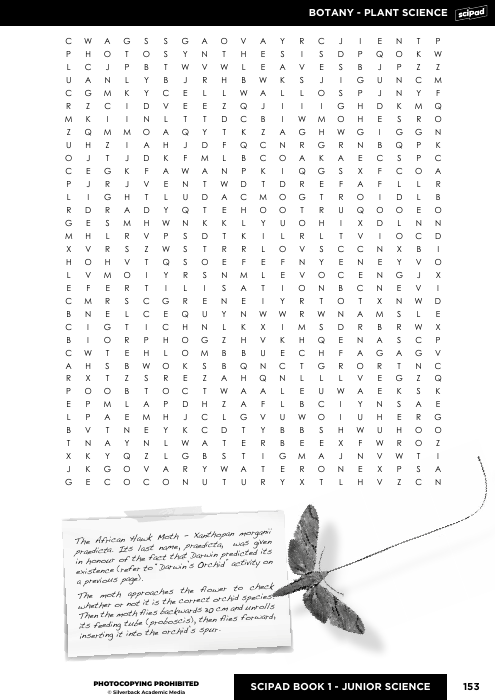 BOTANY - PLANT SCIENCE scipad
C W A G S S G A O V A Y R C J I E N T P
P H O T O S Y N T H E S I S D P Q O K W
L C J P B T W V W L E A V E S B J P Z Z
U A N L Y B J R H B W K S J I G U N C M
C G M K Y C E L L W A L L O S P J N Y F
R Z C I D V E E Z Q J I I I G H D K M Q
M K I I N L T T D C B I W M O H E S R O
Z Q M M O A Q Y T K Z A G H W G I G G N
U H Z I A H J D F Q C N R G R N B Q P K
O J T J D K F M L B C O A K A E C S P C
C E G K F A W A N P K I Q G S X F C O A
P J R J V E N T W D T D R E F A F L L R
L I G H T L U D A C M O G T R O I D L B
R D R A D Y Q T E H O O T R U Q O O E O
G E S M H W N K K L Y U O H I X D L N N
M H L R V P S D T K I L R L T V I O C D
X V R S Z W S T R R L O V S C C N X B I
H O H V T Q S O E F E F N Y E N E Y V O
L V M O I Y R S N M L E V O C E N G J X
E F E R T I L I S A T I O N B C N E V I
C M R S C G R E N E I Y R T O T X N W D
B N E L C E Q U Y N W W R W N A M S L E
C I G T I C H N L K X I M S D R B R W X
B I O R P H O G Z H V K H Q E N A S C P
C W T E H L O M B B U E C H F A G A G V
A H S B W O K S B Q N C T G R O R T N C
R X T Z S R E Z A H Q N L L L V E G Z Q
P O O B T O C T W A A L E U W A E K S K
E P M L A P D H Z A F L B C I Y N S A E
L P A E M H J C L G V U W O I U H E R G
B V T N E Y K C D T Y B B S H W U H O O
T N A Y N L W A T E R B E E X F W R O Z
X K Y Q Z L G B S T I G M A J N V W T I
J K G O V A R Y W A T E R O N E X P S A
G E C O C O N U T U R Y X T L H V Z C N
The African Hawk Moth - Xanthopan morganii
praedicta. Its last name, praedicta, was given
in honour of the fact that Darwin predicted its
existence (refer to "Darwin's Orchid" activity on
a previous page).
The moth approaches the flower to check
whether or not it is the correct orchid species.
Then the moth flies backwards 30 cm and unrolls
its feeding tube (proboscis), then flies forward,
inserting it into the orchid's spur.
PHOTOCOPYING PROHIBITED
© Silverback Academic Media
SCIPAD BOOK 1 - JUNIOR SCIENCE 153